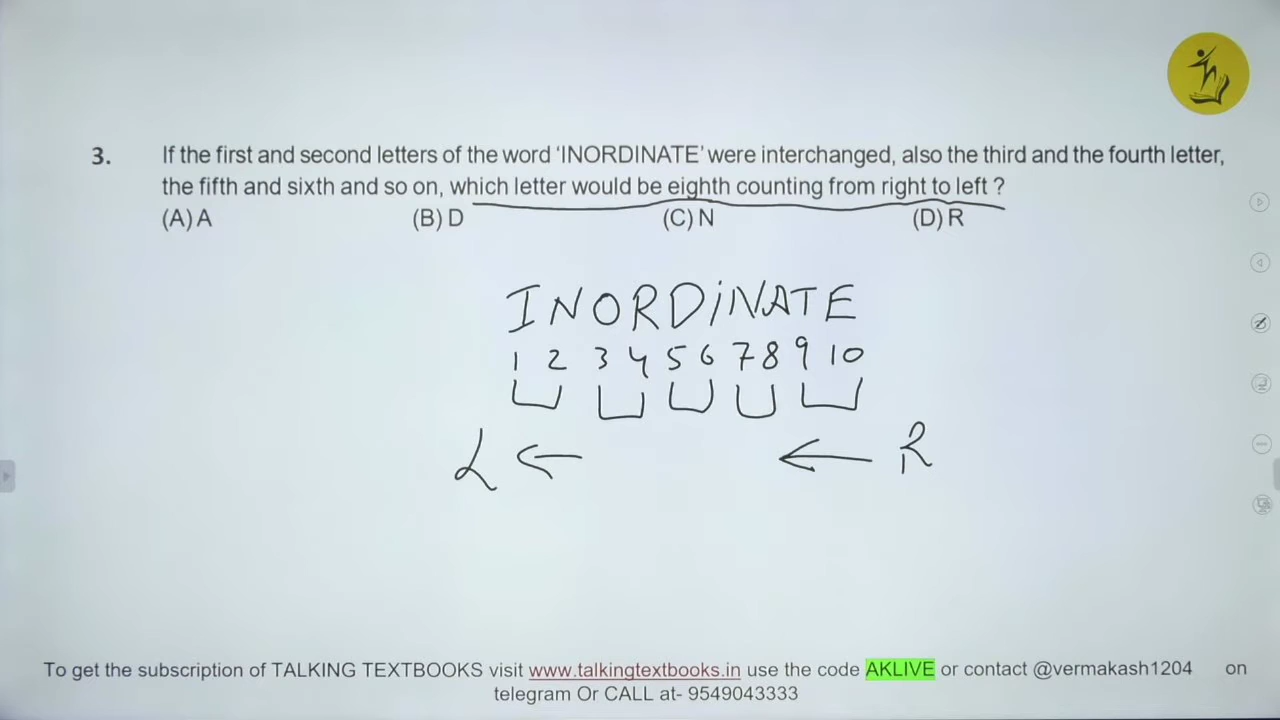 3. If the first and second letters of the word ‘INORDINATE’ were interchanged, also the third and the fourth letter,
the fifth and sixth and so on, which letter would be eighth counting from right to left ?
(A) A (B) D (C) N (D) R
INORDiNATE
1 2 3 4 5 6 7 8 9 10
L ← ← R
To get the subscription of TALKING TEXTBOOKS visit www.talkingtextbooks.in use the code AKLIVE or contact @vermakash1204 on
telegram Or CALL at- 9549043333